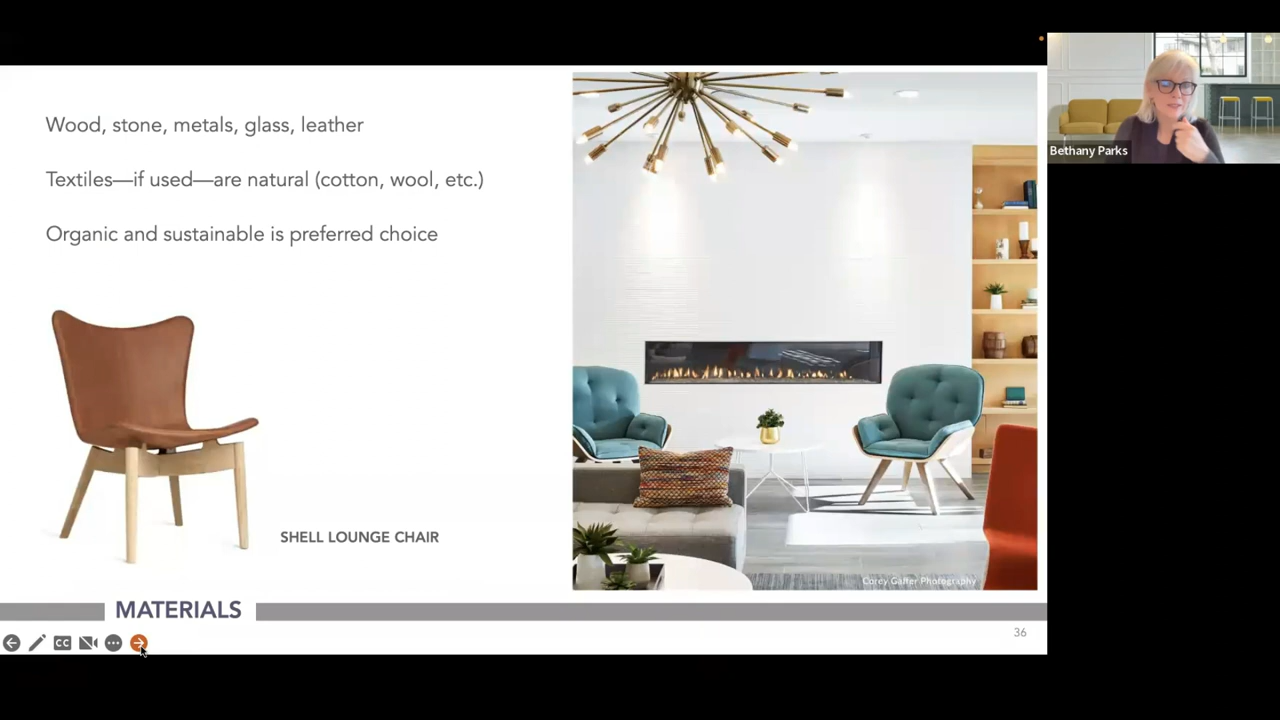 Wood, stone, metals, glass, leather
Textiles—if used—are natural (cotton, wool, etc.)
Organic and sustainable is preferred choice
SHELL LOUNGE CHAIR
Corey Gaffer Photography
MATERIALS
36
CC
Bethany Parks